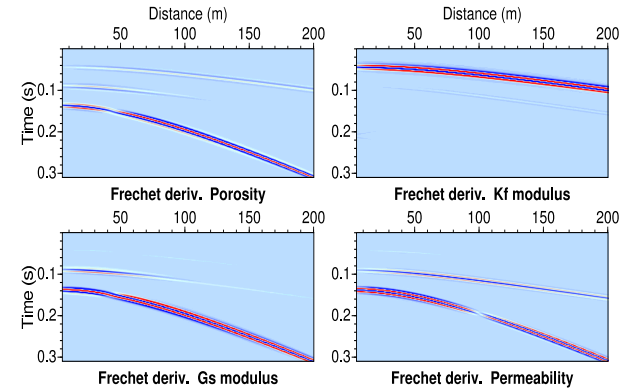 Distance (m) Distance (m)
50 100 150 200 50 100 150 200
Time (s)
0.1 0.1
0.2 0.2
0.3 0.3
Frechet deriv. Porosity Frechet deriv. Kf modulus
50 100 150 200 50 100 150 200
Time (s)
0.1 0.1
0.2 0.2
0.3 0.3
Frechet deriv. Gs modulus Frechet deriv. Permeability